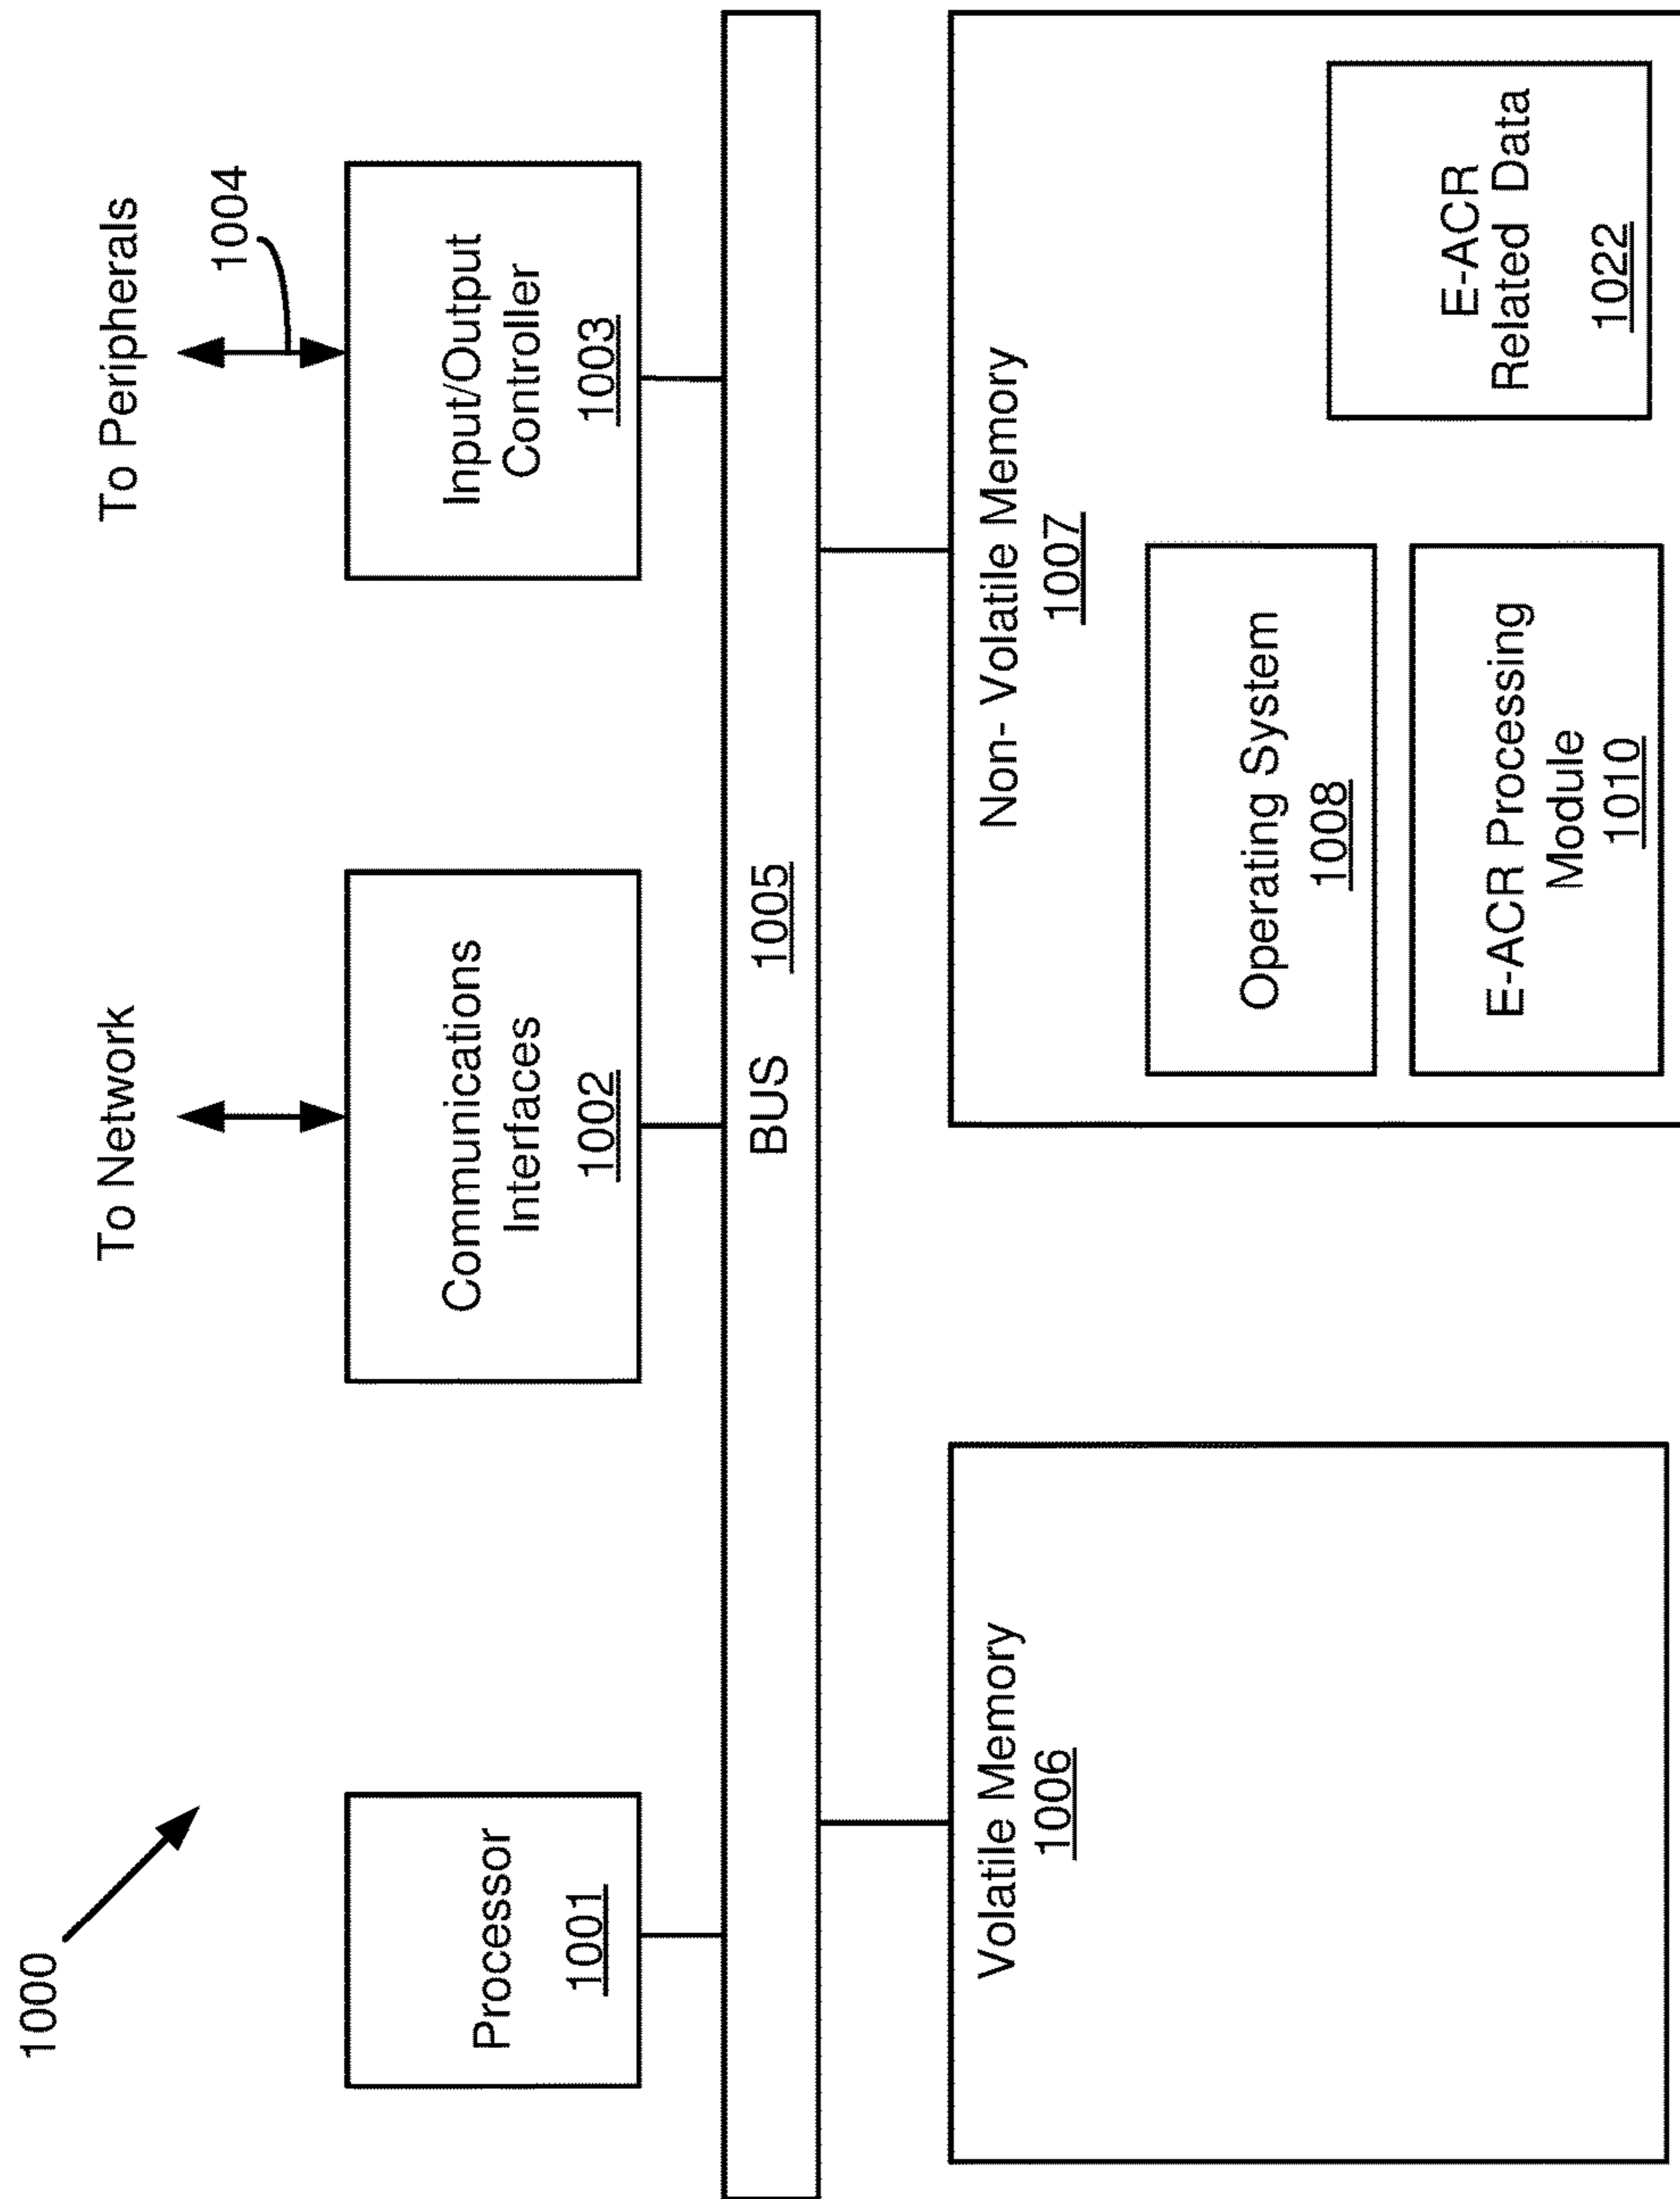 1000
To Network
To Peripherals
1004
Processor
1001
Communications
Interfaces
1002
Input/Output
Controller
1003
BUS 1005
Volatile Memory
1006
Non- Volatile Memory
1007
Operating System
1008
E-ACR Processing
Module
1010
E-ACR
Related Data
1022